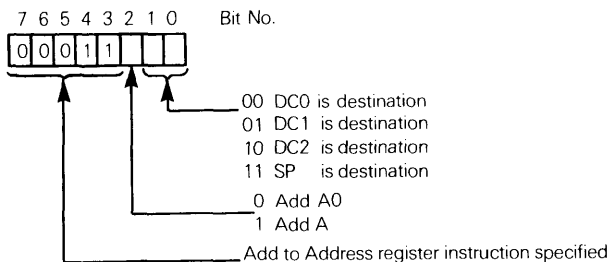 7 6 5 4 3 2 1 0 Bit No.
0 0 0 1 1
00 DC0 is destination
01 DC1 is destination
10 DC2 is destination
11 SP is destination
0 Add A0
1 Add A
Add to Address register instruction specified